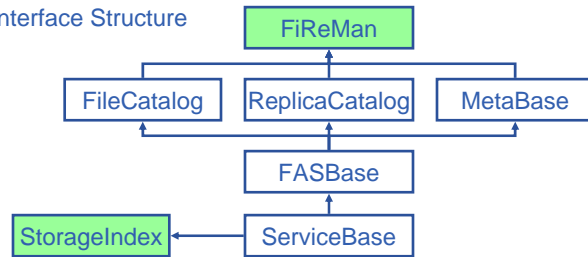 nterface Structure
FiReMan
FileCatalog ReplicaCatalog MetaBase
FASBase
StorageIndex ServiceBase